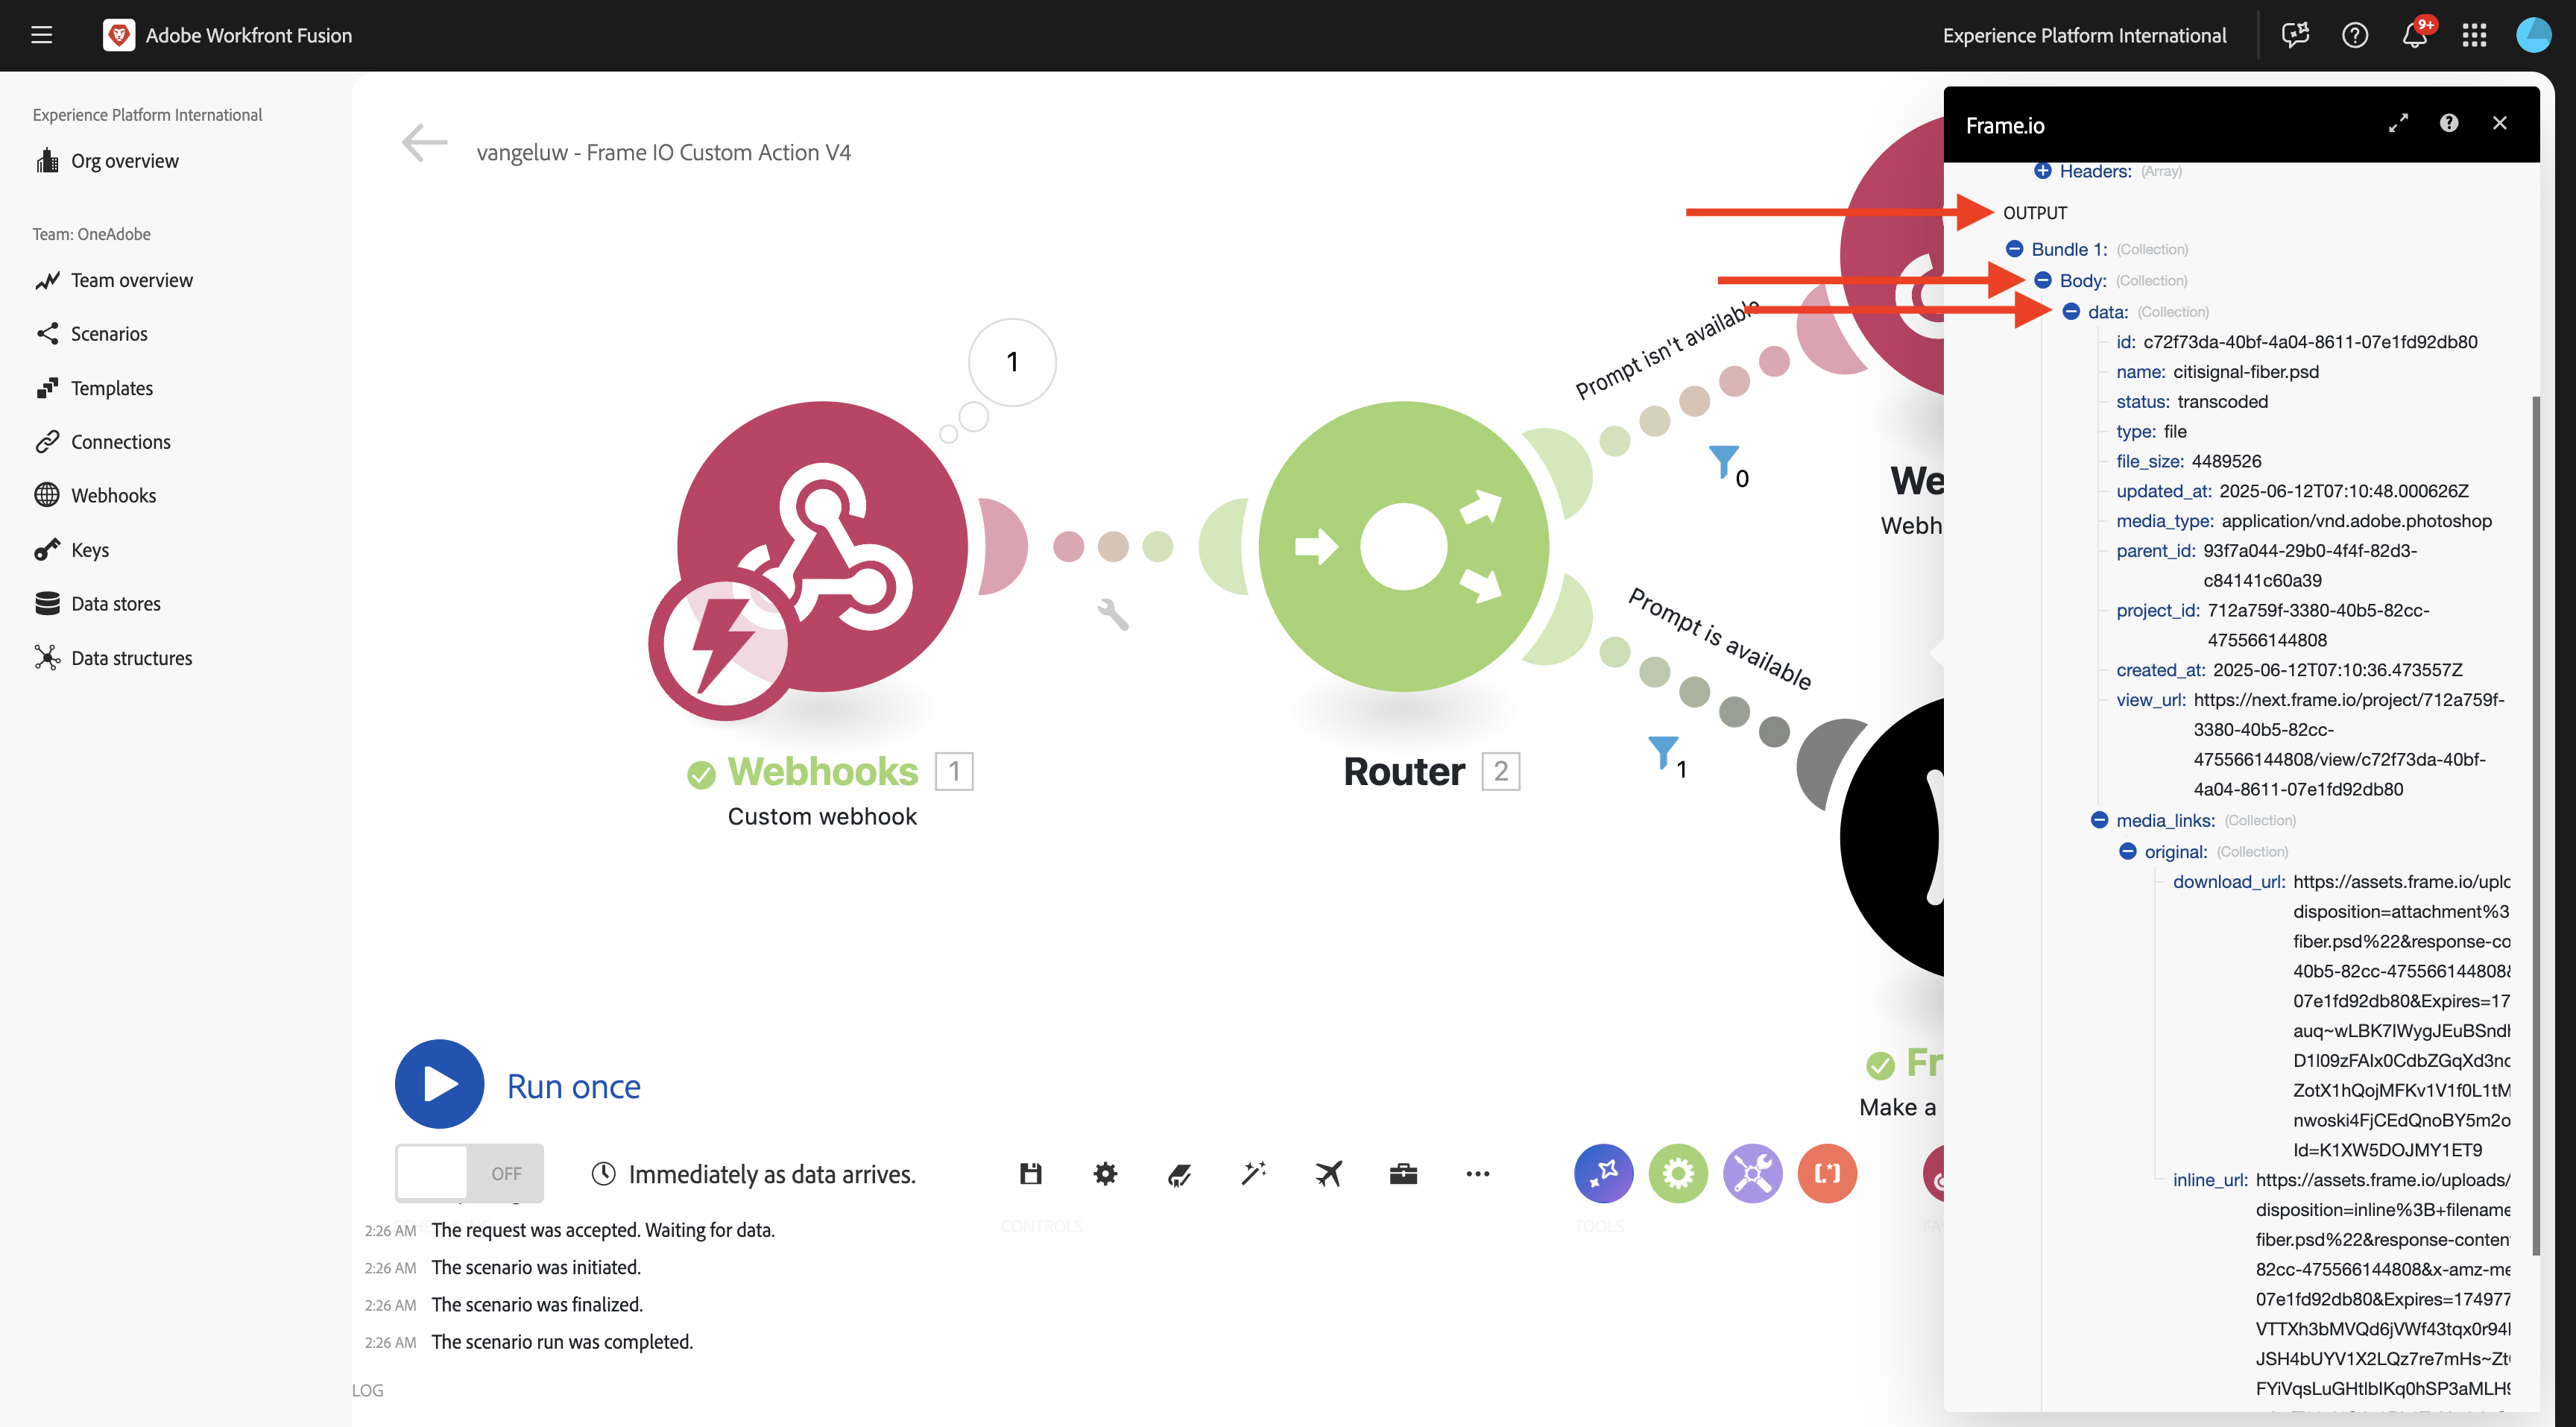 Adobe Workfront Fusion
Experience Platform International
9+
Experience Platform International
Org overview
Team: OneAdobe
Team overview
Scenarios
Templates
Connections
Webhooks
Keys
Data stores
Data structures
vangeluw - Frame IO Custom Action V4
1
Webhooks 1
Custom webhook
Router 2
Prompt isn't available
0
Prompt is available
1
We
Webh
Fr
Make a
Run once
OFF
Immediately as data arrives.
CONTROLS
TOOLS
FA
2:26 AM The request was accepted. Waiting for data.
2:26 AM The scenario was initiated.
2:26 AM The scenario was finalized.
2:26 AM The scenario run was completed.
LOG
Frame.io
Headers: (Array)
OUTPUT
Bundle 1: (Collection)
Body: (Collection)
data: (Collection)
id: c72f73da-40bf-4a04-8611-07e1fd92db80
name: citisignal-fiber.psd
status: transcoded
type: file
file_size: 4489526
updated_at: 2025-06-12T07:10:48.000626Z
media_type: application/vnd.adobe.photoshop
parent_id: 93f7a044-29b0-4f4f-82d3-
c84141c60a39
project_id: 712a759f-3380-40b5-82cc-
475566144808
created_at: 2025-06-12T07:10:36.473557Z
view_url: https://next.frame.io/project/712a759f-
3380-40b5-82cc-
475566144808/view/c72f73da-40bf-
4a04-8611-07e1fd92db80
media_links: (Collection)
original: (Collection)
download_url: https://assets.frame.io/uplo
disposition=attachment%3
fiber.psd%22&response-co
40b5-82cc-475566144808&
07e1fd92db80&Expires=17
auq~wLBK7IWygJEuBSndl
D1l09zFAlx0CdbZGqXd3nc
ZotX1hQojMFKv1V1f0L1tM
nwoski4FjCEdQnoBY5m2o
Id=K1XW5DOJMY1ET9
inline_url: https://assets.frame.io/uploads/
disposition=inline%3B+filename
fiber.psd%22&response-conten
82cc-475566144808&x-amz-me
07e1fd92db80&Expires=174977
VTTXh3bMVQd6jVWf43tqx0r94l
JSH4bUYV1X2LQz7re7mHs~Zt
FYiVqsLuGHtlbIKq0hSP3aMLH